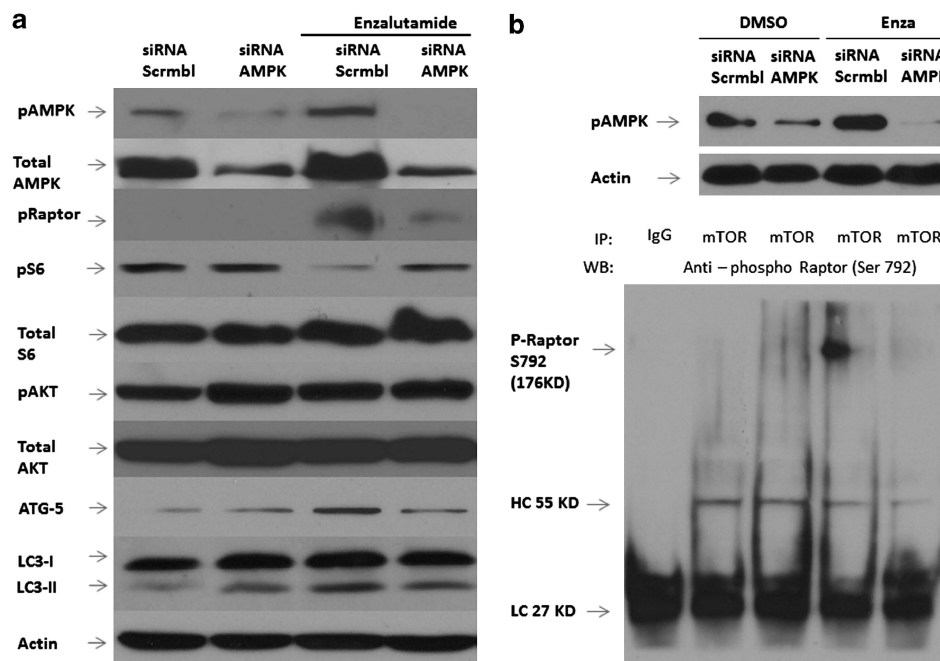 a
Enzalutamide
siRNA Scrmbl
siRNA AMPK
siRNA Scrmbl
siRNA AMPK
pAMPK
Total AMPK
pRaptor
pS6
Total S6
pAKT
Total AKT
ATG-5
LC3-I
LC3-II
Actin
b
DMSO
Enza
siRNA Scrmbl
siRNA AMPK
siRNA Scrmbl
siRNA AMPK
pAMPK
Actin
IP: IgG mTOR mTOR mTOR mTOR
WB: Anti – phospho Raptor (Ser 792)
P-Raptor
S792
(176KD)
HC 55 KD
LC 27 KD